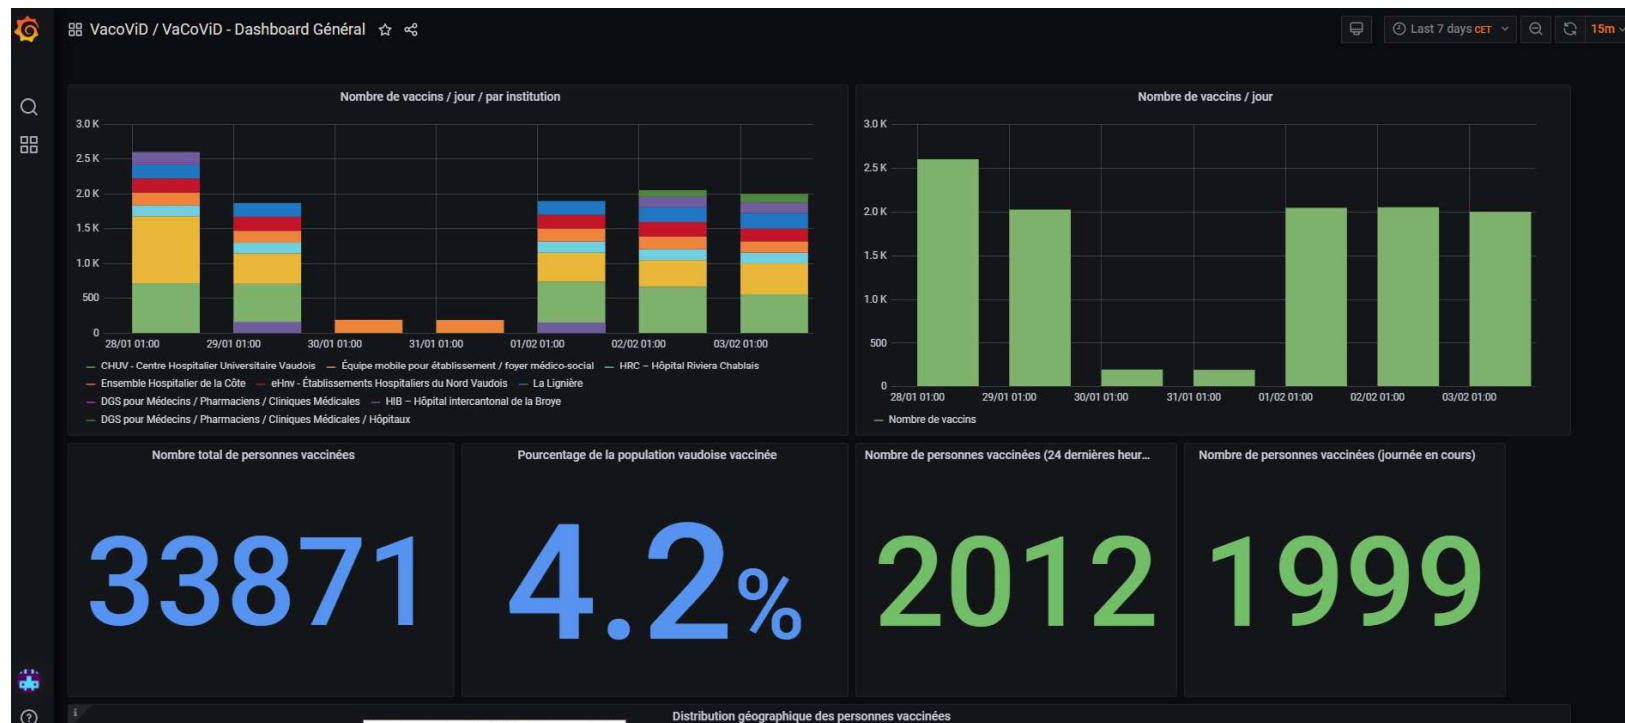 VacoViD / VaCoViD - Dashboard Général
Last 7 days CET
15m
Nombre de vaccins / jour / par institution
3.0 K
2.5 K
2.0 K
1.5 K
1.0 K
500
0
28/01 01:00 29/01 01:00 30/01 01:00 31/01 01:00 01/02 01:00 02/02 01:00 03/02 01:00
CHUV - Centre Hospitalier Universitaire Vaudois Équipe mobile pour établissement / foyer médico-social HRC – Hôpital Riviera Chablais
Ensemble Hospitalier de la Côte eHnv - Établissements Hospitaliers du Nord Vaudois La Lignière
DGS pour Médecins / Pharmaciens / Cliniques Médicales HIB – Hôpital intercantonal de la Broye
DGS pour Médecins / Pharmaciens / Cliniques Médicales / Hôpitaux
Nombre de vaccins / jour
3.0 K
2.5 K
2.0 K
1.5 K
1.0 K
500
0
28/01 01:00 29/01 01:00 30/01 01:00 31/01 01:00 01/02 01:00 02/02 01:00 03/02 01:00
Nombre de vaccins
Nombre total de personnes vaccinées
33871
Pourcentage de la population vaudoise vaccinée
4.2%
Nombre de personnes vaccinées (24 dernières heur...
2012
Nombre de personnes vaccinées (journée en cours)
1999
Distribution géographique des personnes vaccinées